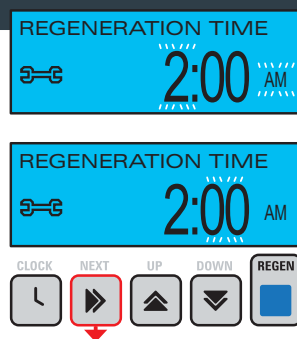 REGENERATION TIME
2:00 AM
REGENERATION TIME
2:00 AM
CLOCK NEXT UP DOWN REGEN